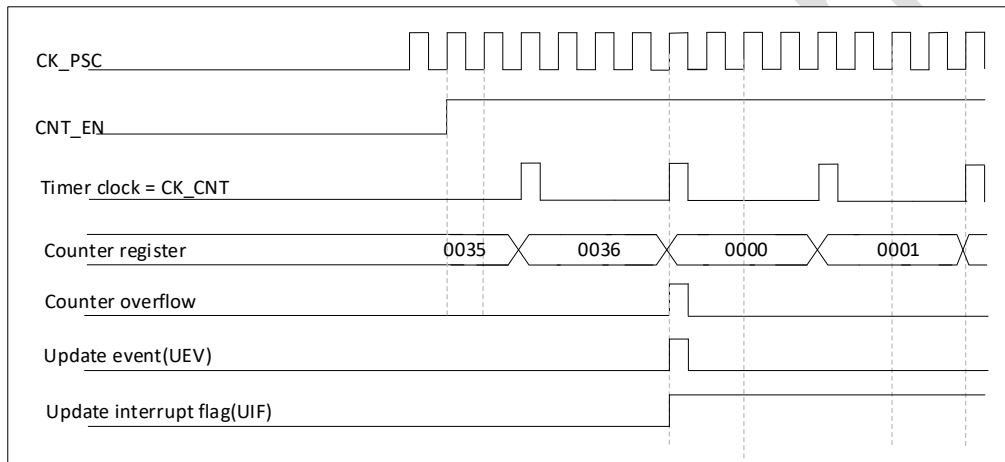 CK_PSC
CNT_EN
Timer clock = CK_CNT
Counter register 0035 0036 0000 0001
Counter overflow
Update event(UEV)
Update interrupt flag(UIF)